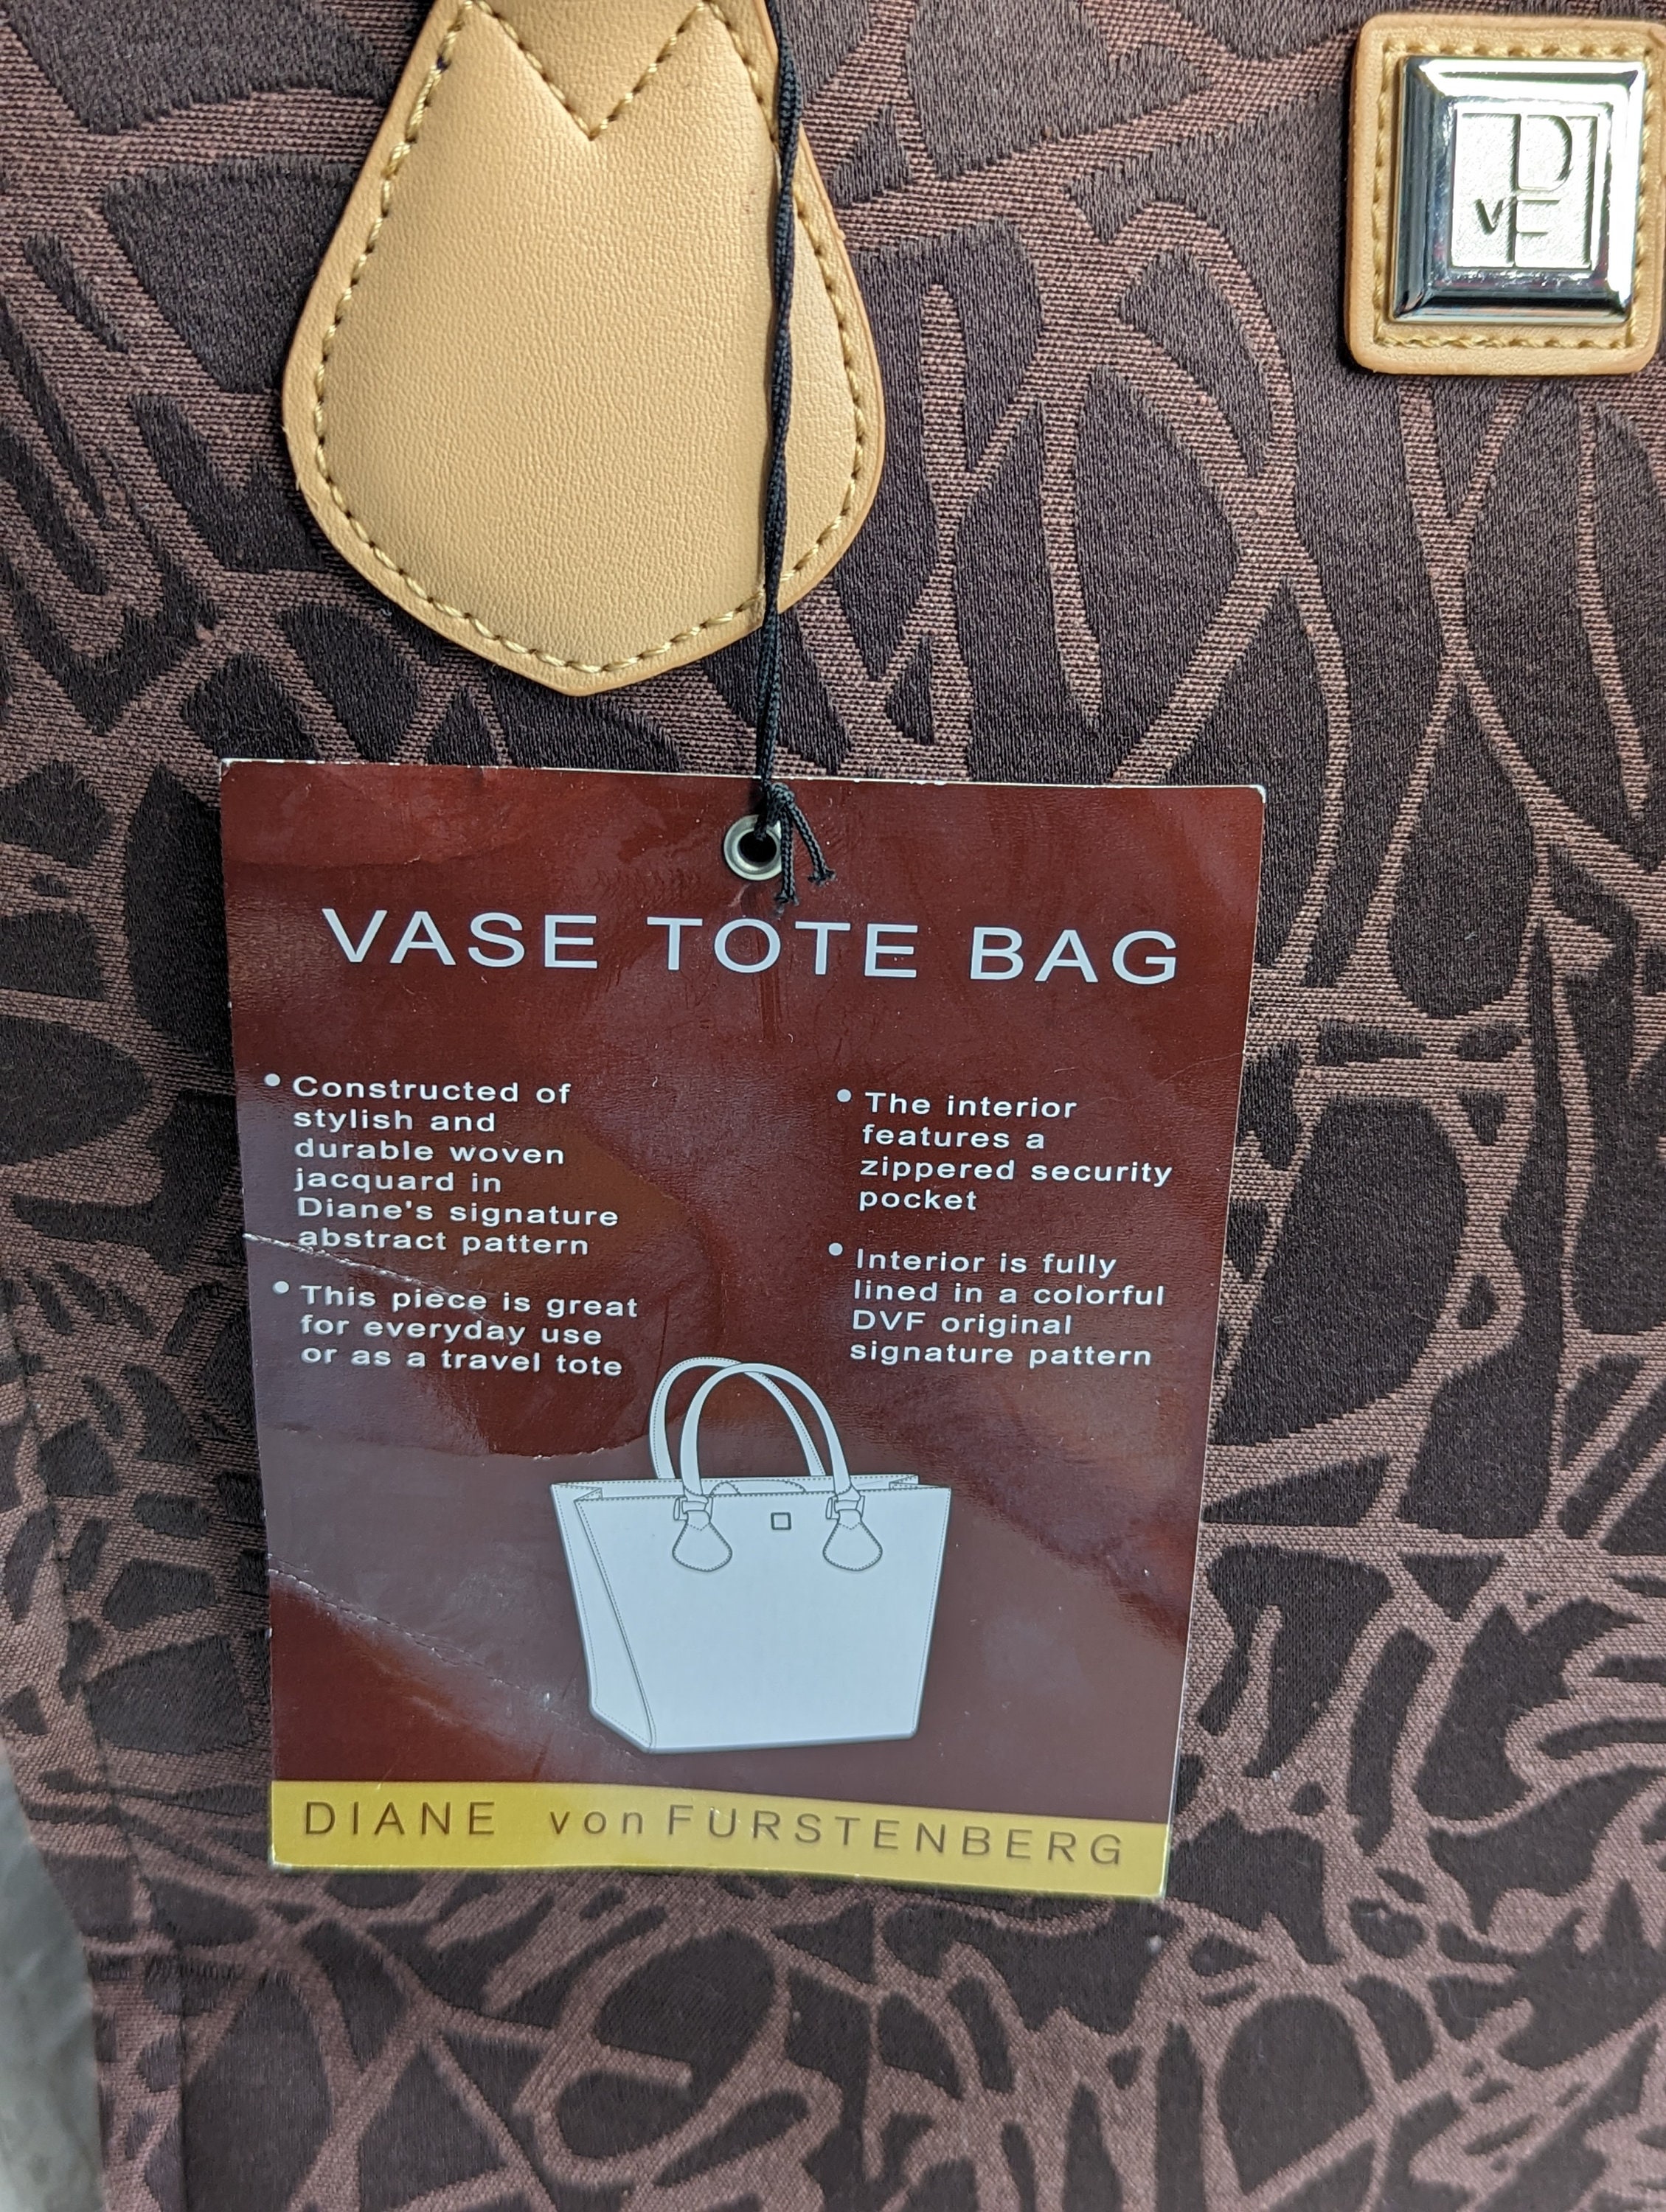 D
vF
VASE TOTE BAG
• Constructed of
stylish and
durable woven
jacquard in
Diane's signature
abstract pattern
• This piece is great
for everyday use
or as a travel tote
• The interior
features a
zippered security
pocket
• Interior is fully
lined in a colorful
DVF original
signature pattern
DIANE von FURSTENBERG